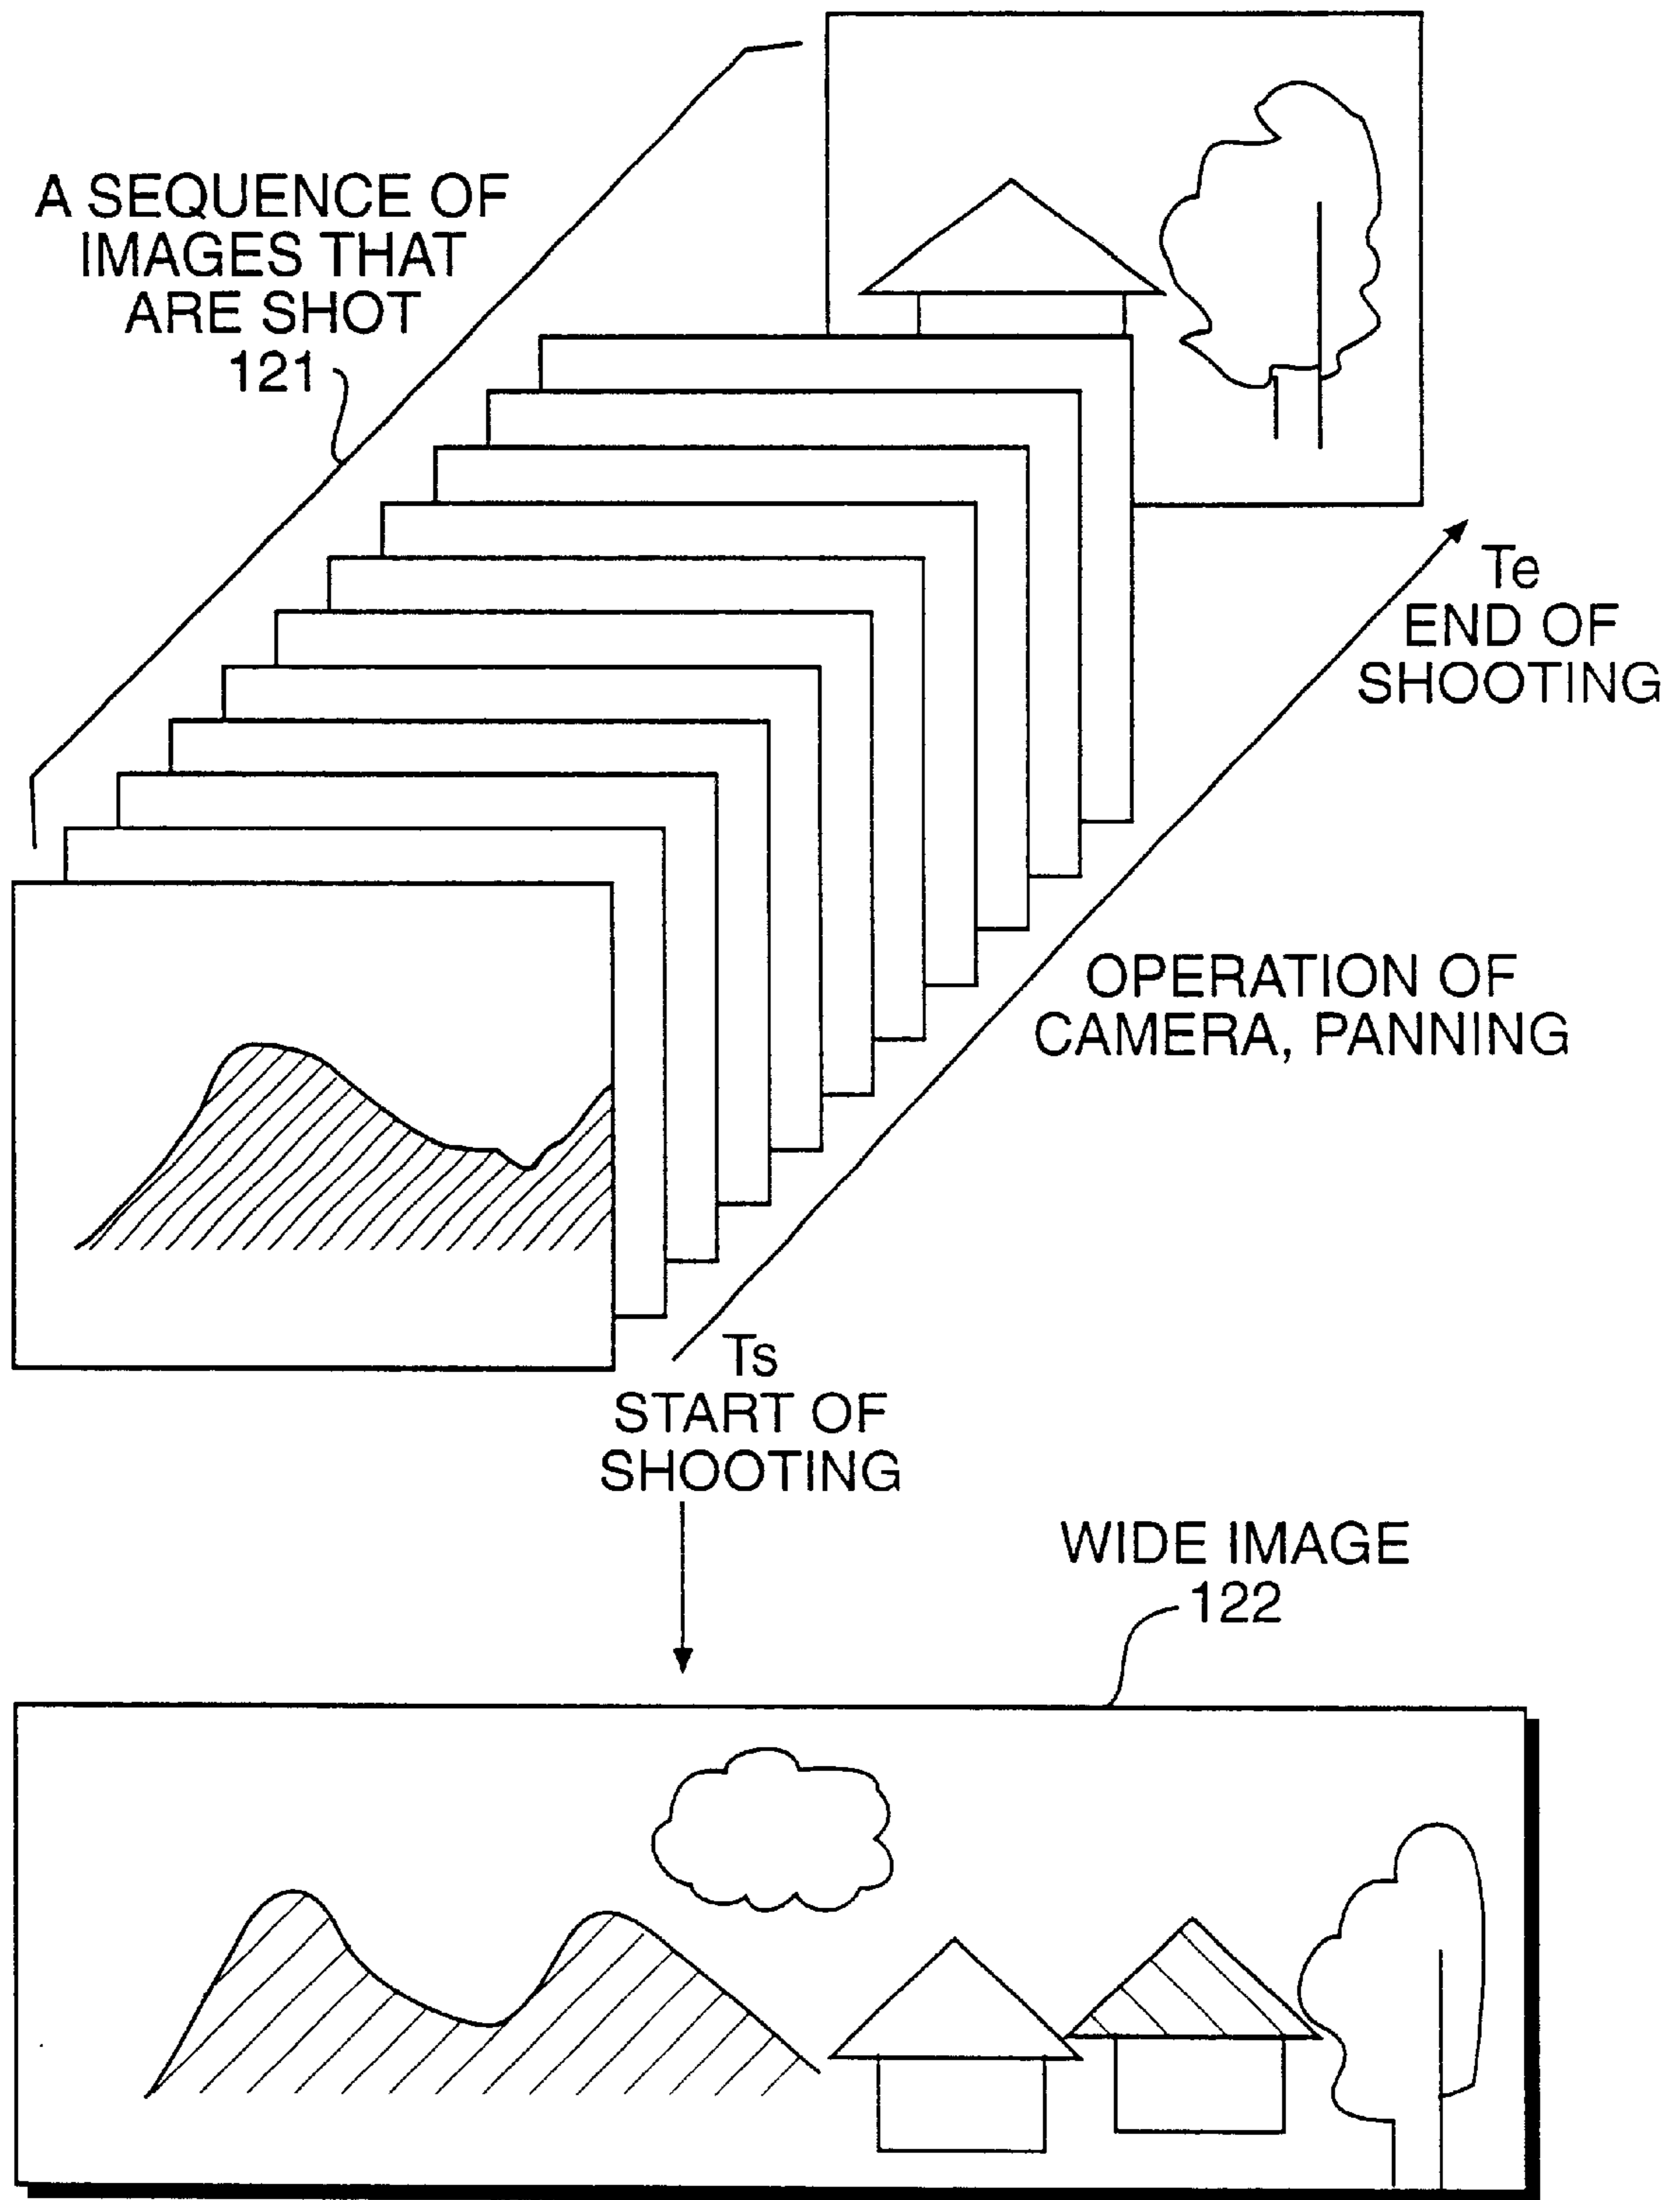 A SEQUENCE OF
IMAGES THAT
ARE SHOT
121
Te
END OF
SHOOTING
OPERATION OF
CAMERA, PANNING
Ts
START OF
SHOOTING
WIDE IMAGE
122